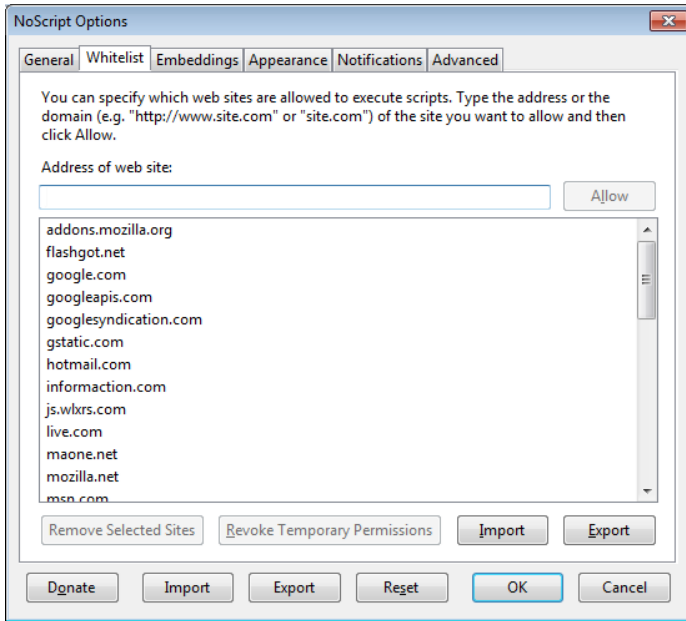 NoScript Options
General Whitelist Embeddings Appearance Notifications Advanced
You can specify which web sites are allowed to execute scripts. Type the address or the
domain (e.g. "http://www.site.com" or "site.com") of the site you want to allow and then
click Allow.
Address of web site:
Allow
addons.mozilla.org
flashgot.net
google.com
googleapis.com
googlesyndication.com
gstatic.com
hotmail.com
informaction.com
js.wlxrs.com
live.com
maone.net
mozilla.net
msn.com
Remove Selected Sites Revoke Temporary Permissions Import Export
Donate Import Export Reset OK Cancel